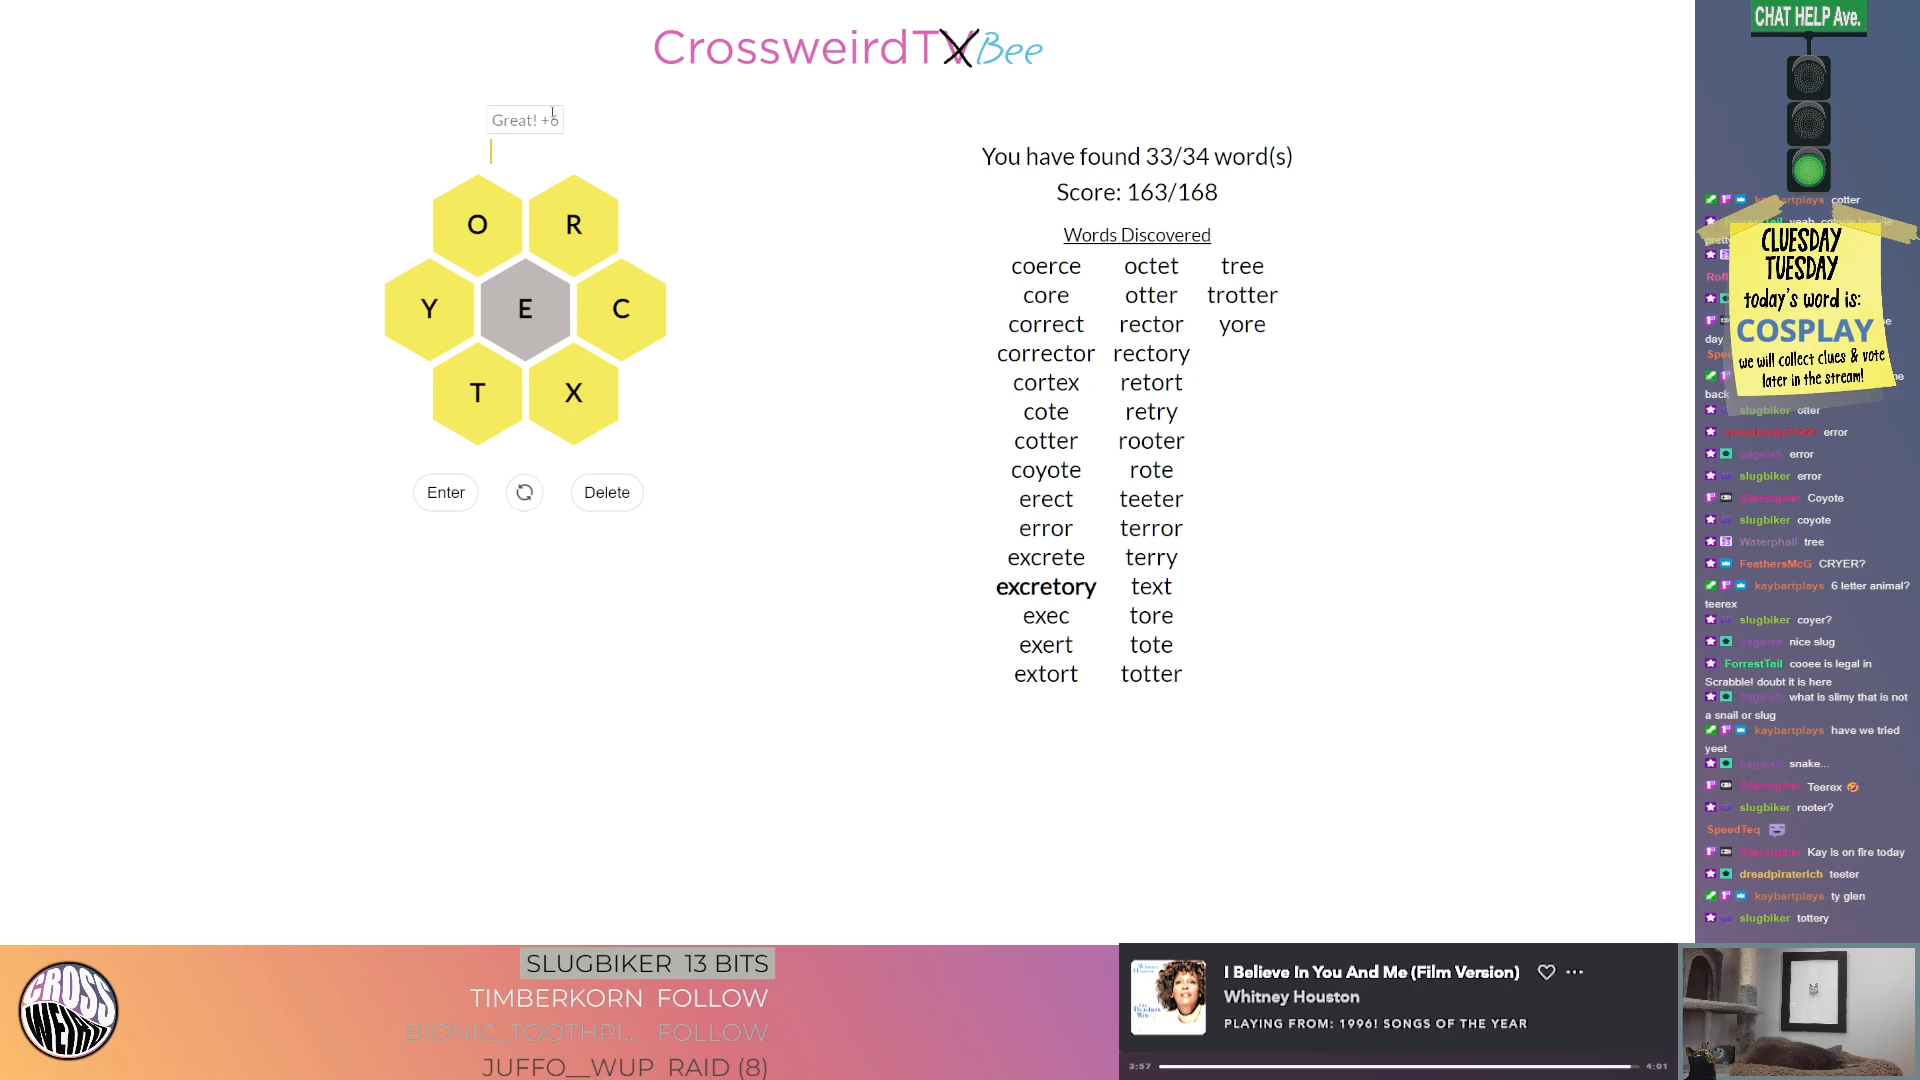 CrossweirdTV Bee
Great! +6
O
R
Y
E
C
T
X
Enter
Delete
You have found 33/34 word(s)
Score: 163/168
Words Discovered
coerce octet tree
core otter trotter
correct rector yore
corrector rectory
cortex retort
cote retry
cotter rooter
coyote rote
erect teeter
error terror
excrete terry
excretory text
exec tore
exert tote
extort totter
CHAT HELP Ave.
cotter
CLUESDAY
TUESDAY
today's word is:
COSPLAY
we will collect clues & vote
later in the stream!
day
back
slugbiker otter
error
error
slugbiker error
Coyote
slugbiker coyote
Waterphall tree
FeathersMcG CRYER?
kaybartplays 6 letter animal?
teerex
slugbiker coyer?
nice slug
ForrestTail cooee is legal in
Scrabble! doubt it is here
what is slimy that is not
a snail or slug
kaybartplays have we tried
yeet
snake...
Teerex 🤣
slugbiker rooter?
SpeedTeq
Kay is on fire today
dreadpiraterich teeter
kaybartplays ty glen
slugbiker tottery
CROSS
WEIRD
SLUGBIKER 13 BITS
TIMBERKORN FOLLOW
BIONIC_TOOTHPI... FOLLOW
JUFFO__WUP RAID (8)
I Believe In You And Me (Film Version)
Whitney Houston
PLAYING FROM: 1996! SONGS OF THE YEAR
3:57
4:01